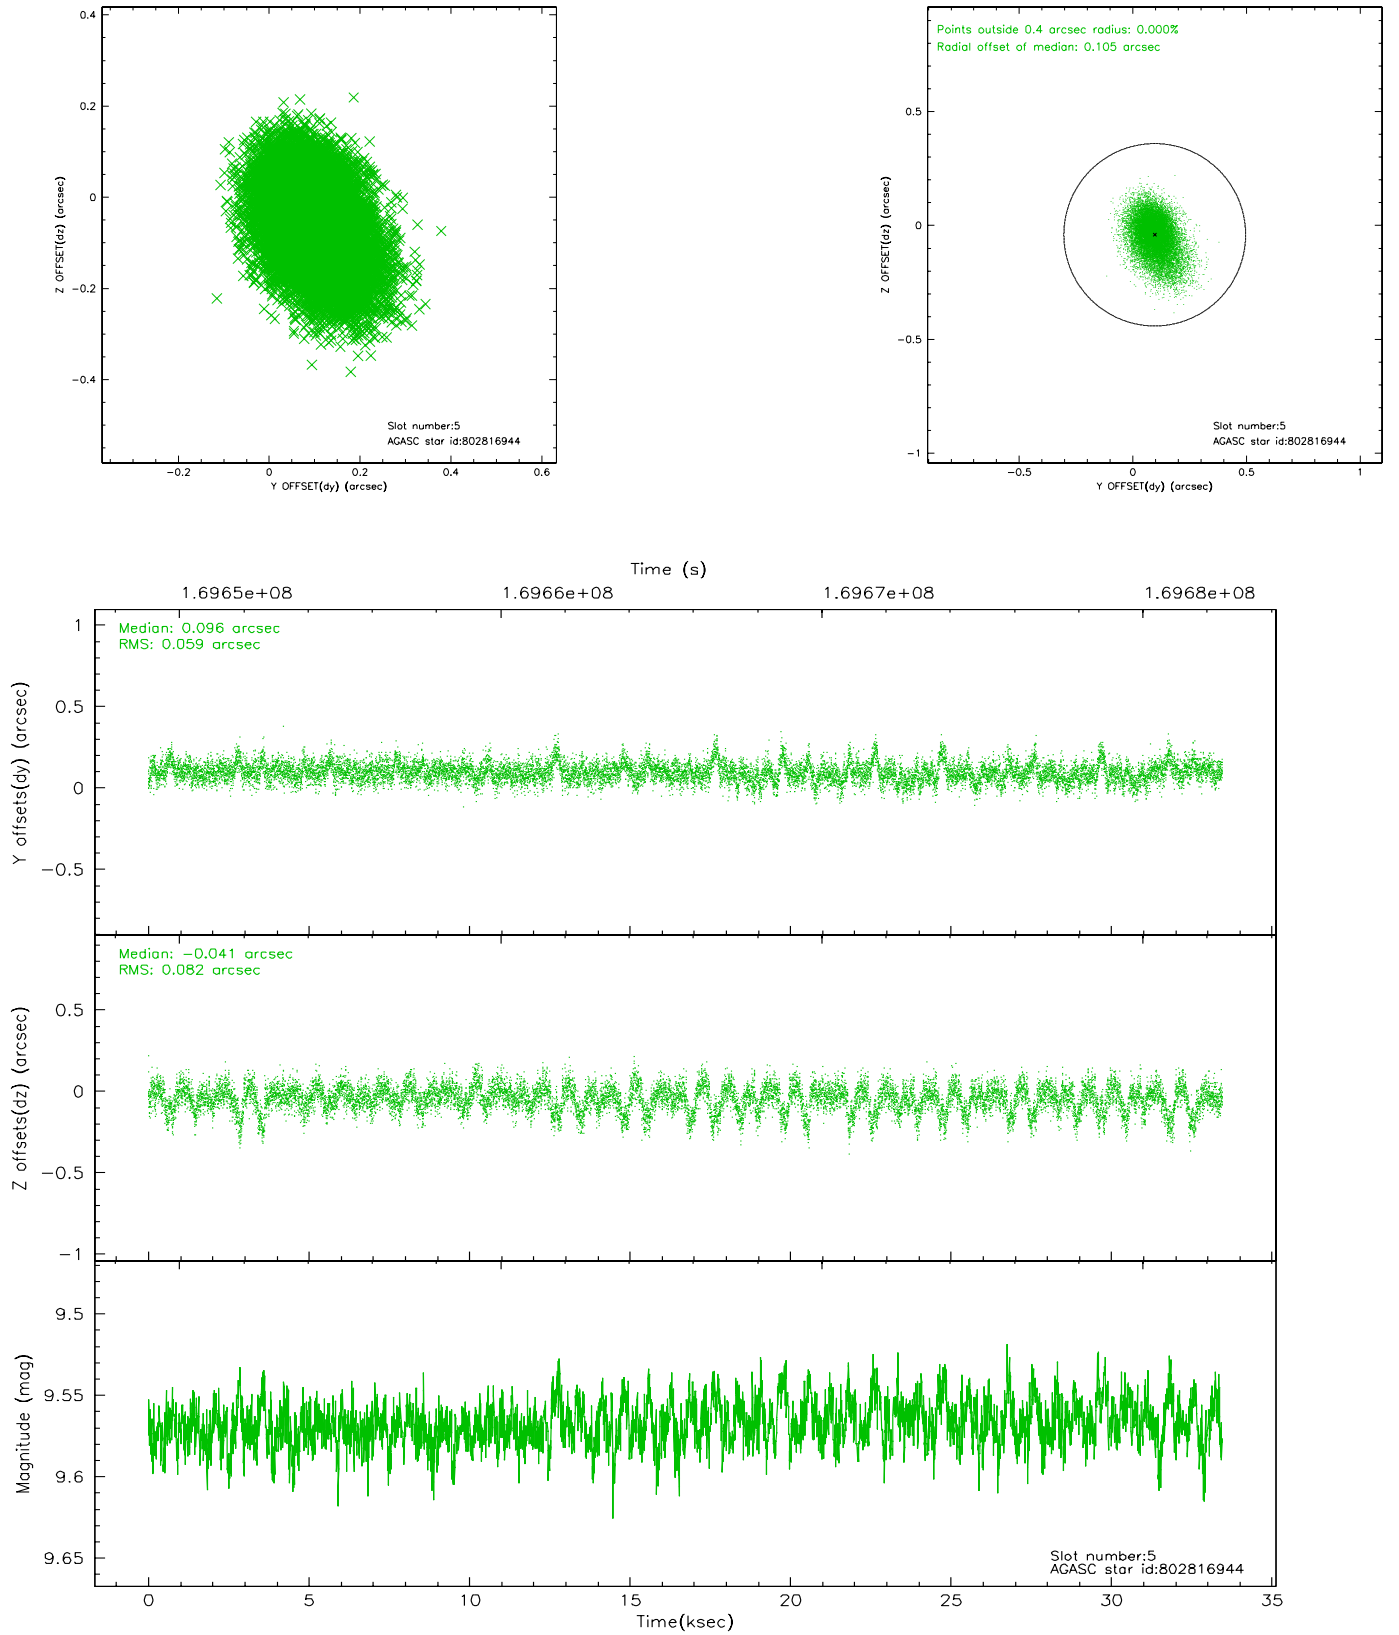 0.4
0.2
0
-0.2
-0.4
Z OFFSET(dz) (arcsec)
Slot number:5
AGASC star id:802816944
-0.2 0 0.2 0.4 0.6
Y OFFSET(dy) (arcsec)
Points outside 0.4 arcsec radius: 0.000%
Radial offset of median: 0.105 arcsec
0.5
0
-0.5
-1
Z OFFSET(dz) (arcsec)
Slot number:5
AGASC star id:802816944
-0.5 0 0.5 1
Y OFFSET(dy) (arcsec)
Time (s)
1.6965e+08 1.6966e+08 1.6967e+08 1.6968e+08
Median: 0.096 arcsec
RMS: 0.059 arcsec
1
0.5
0
-0.5
Y offsets(dy) (arcsec)
Median: -0.041 arcsec
RMS: 0.082 arcsec
0.5
0
-0.5
-1
Z offsets(dz) (arcsec)
9.5
9.55
9.6
9.65
Magnitude (mag)
Slot number:5
AGASC star id:802816944
0 5 10 15 20 25 30 35
Time(ksec)